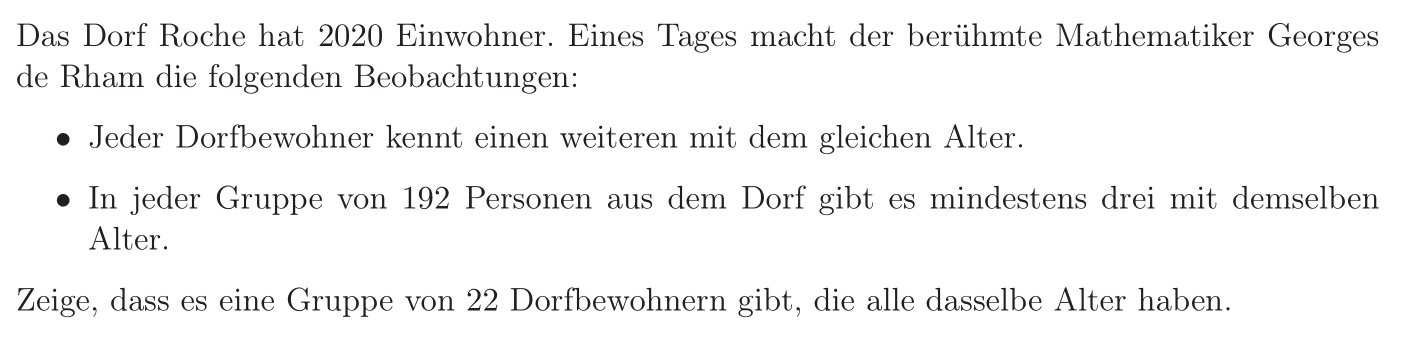 Das Dorf Roche hat 2020 Einwohner. Eines Tages macht der berühmte Mathematiker Georges
de Rham die folgenden Beobachtungen:
• Jeder Dorfbewohner kennt einen weiteren mit dem gleichen Alter.
• In jeder Gruppe von 192 Personen aus dem Dorf gibt es mindestens drei mit demselben
Alter.
Zeige, dass es eine Gruppe von 22 Dorfbewohnern gibt, die alle dasselbe Alter haben.